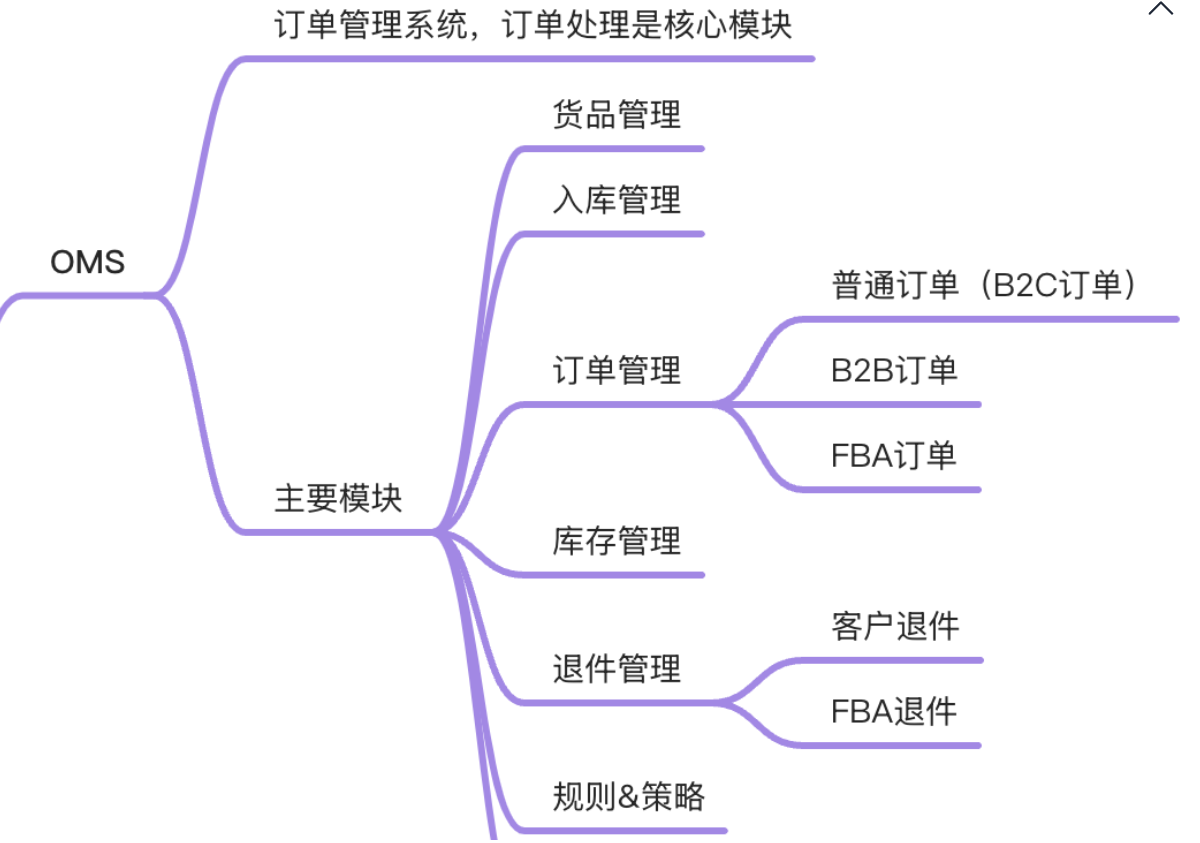 订单管理系统，订单处理是核心模块
货品管理
入库管理
OMS
普通订单（B2C订单）
订单管理
B2B订单
FBA订单
主要模块
库存管理
客户退件
退件管理
FBA退件
规则&策略